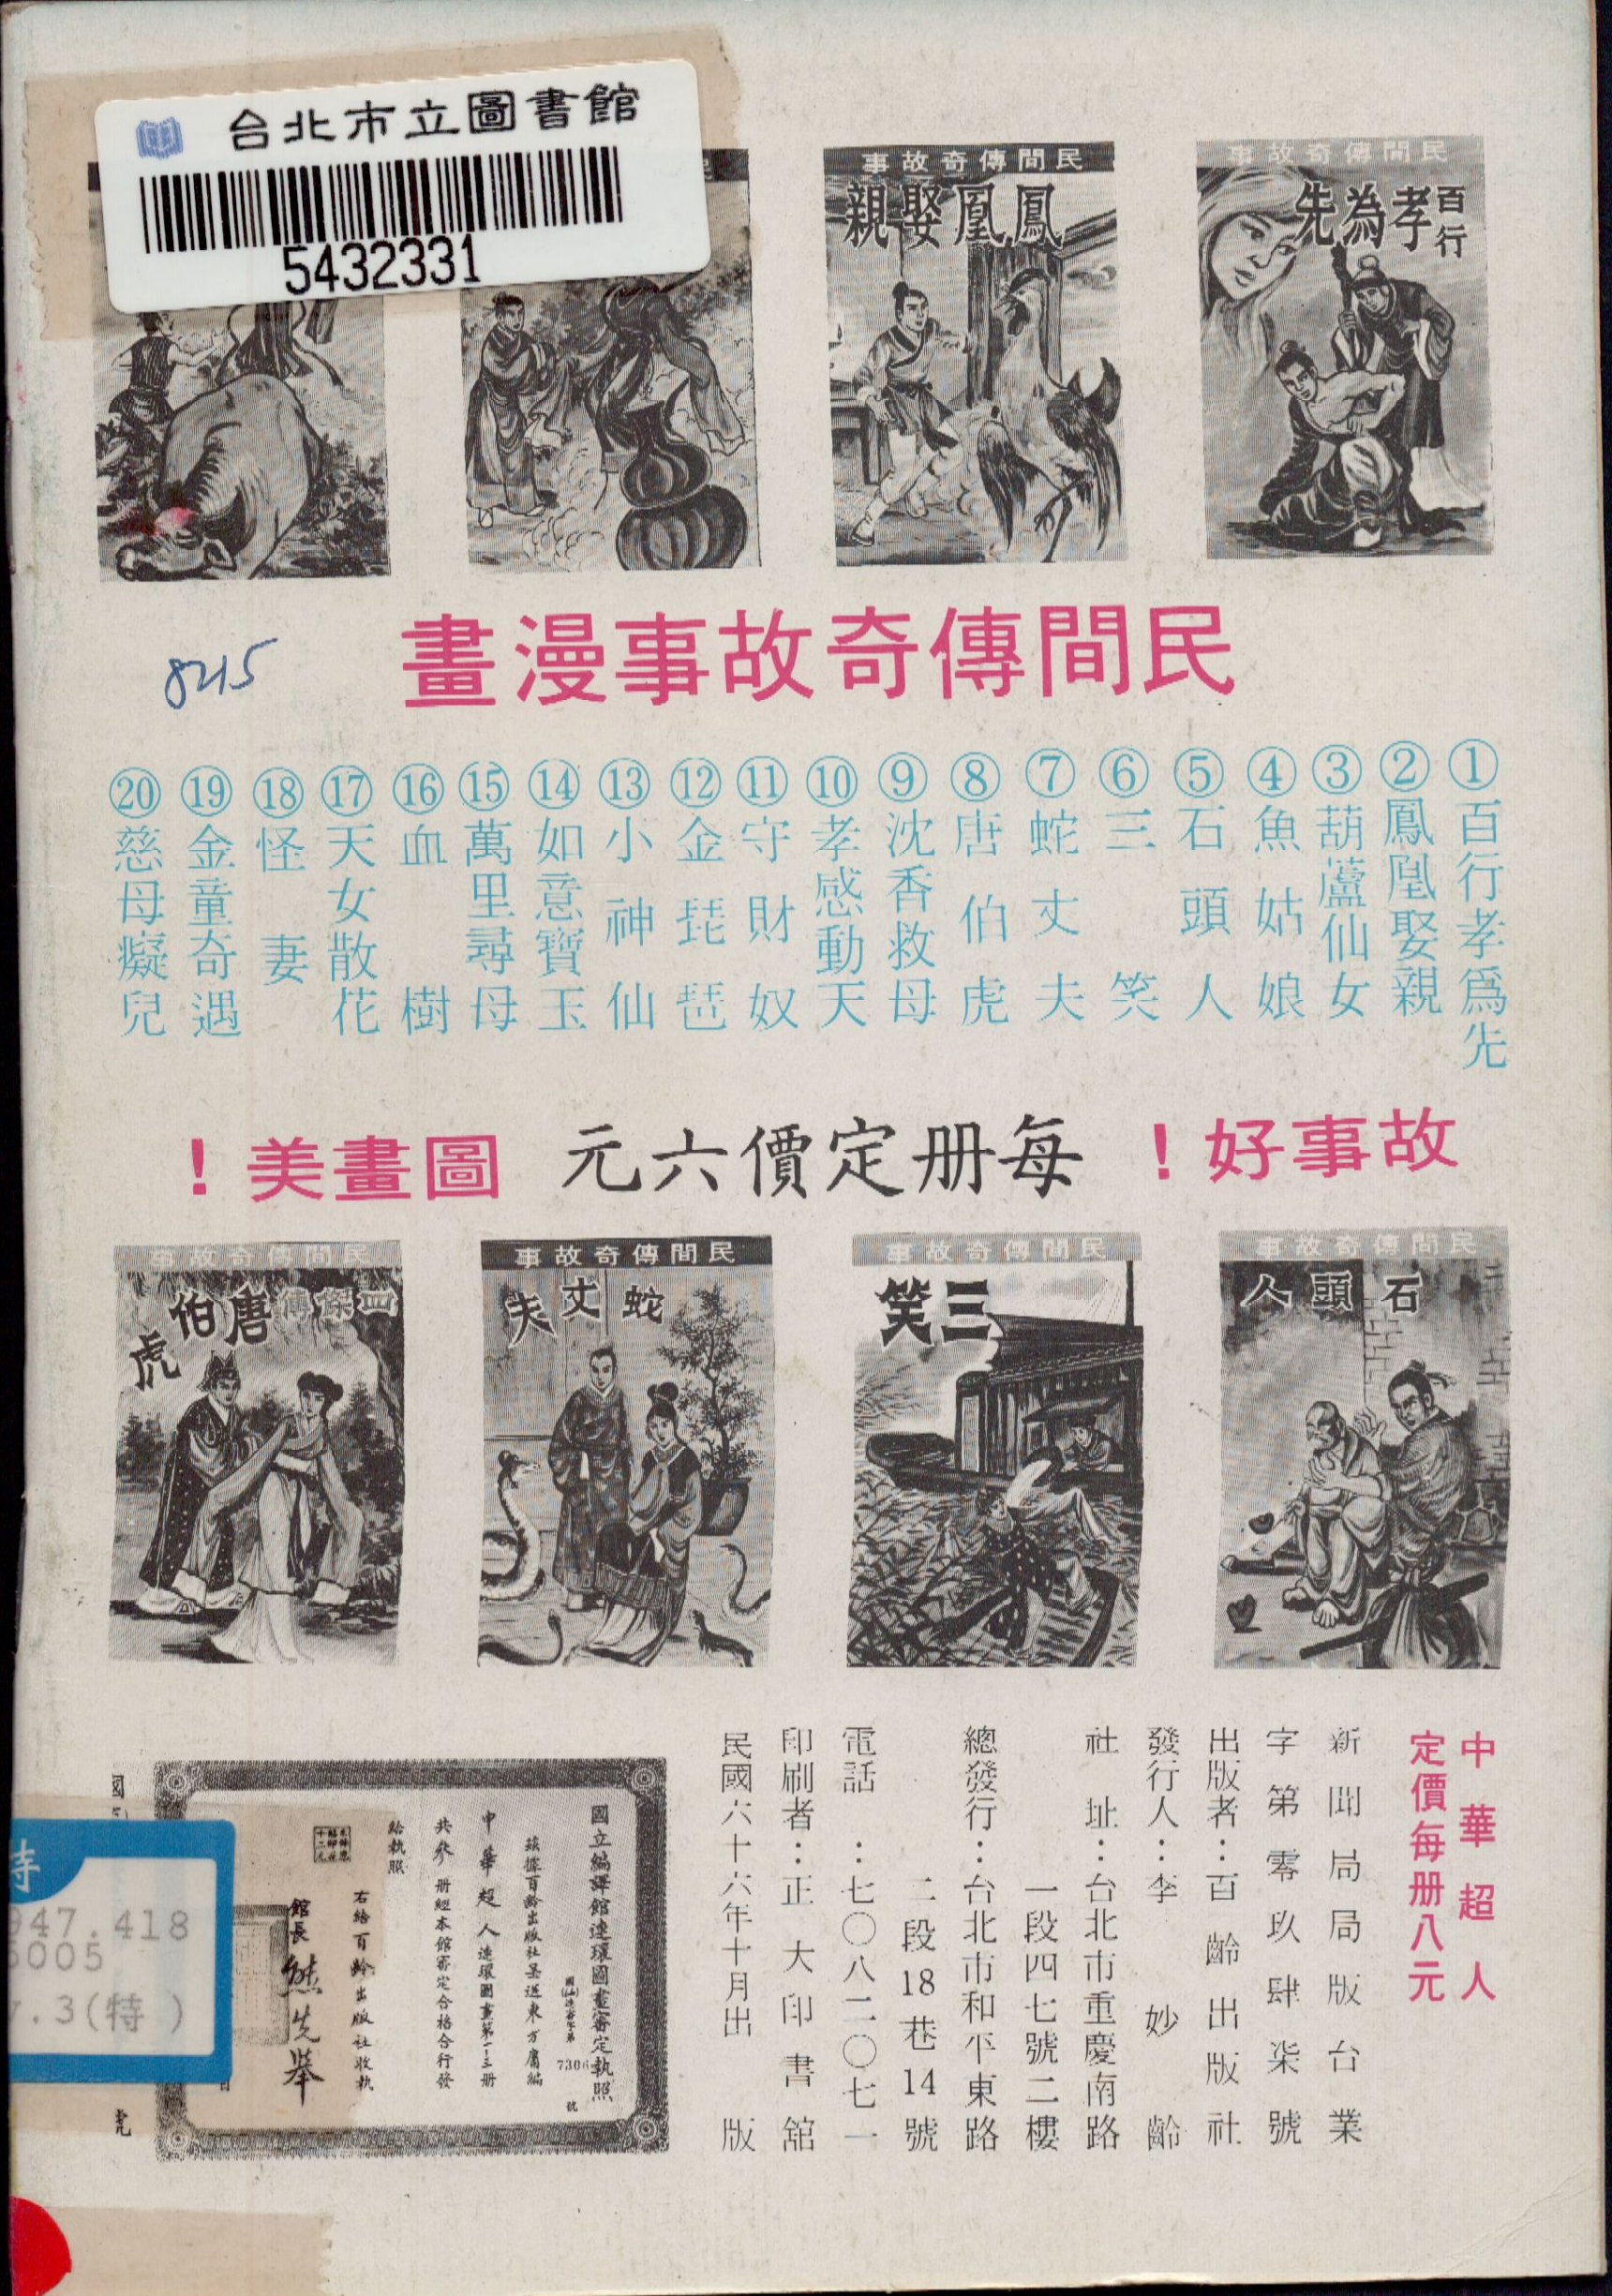 台北市立圖書館
5432331
民間傳奇故事
百行孝為先
民間傳奇故事
鳳凰娶親
民間傳奇故事漫畫
8215
①百行孝爲先
②鳳凰娶親
③葫蘆仙女
④魚姑娘
⑤石頭人
⑥三笑
⑦蛇丈夫
⑧唐伯虎
⑨沈香救母
⑩孝感動天
⑪守財奴
⑫金琵琶
⑬小神仙
⑭如意寶玉
⑮萬里尋母
⑯血樹
⑰天女散花
⑱怪妻
⑲金童奇遇
⑳慈母癡兒
故事好！
每册定價六元
圖畫美！
民間傳奇故事
石頭人
民間傳奇故事
三笑
民間傳奇故事
蛇丈夫
民間傳奇故事
四傑傳
唐伯虎
中華超人
定價每册八元
新聞局局版台業
字第零玖肆柒號
出版者：百齡出版社
發行人：李妙齡
社址：台北市重慶南路
一段四七號二樓
總發行：台北市和平東路
二段18巷14號
電話：七〇八二〇七一
印刷者：正大印書舘
民國六十六年十月出版
國立編譯館連環圖畫審定執照
7306
號
茲據百齡出版社呈送東方庸編
中華超人連環圖畫第一-三册
共參册經本館審定合格合行發
給執照
右給百齡出版社收執
館長熊先舉
特
947.418
6005
v.3(特)